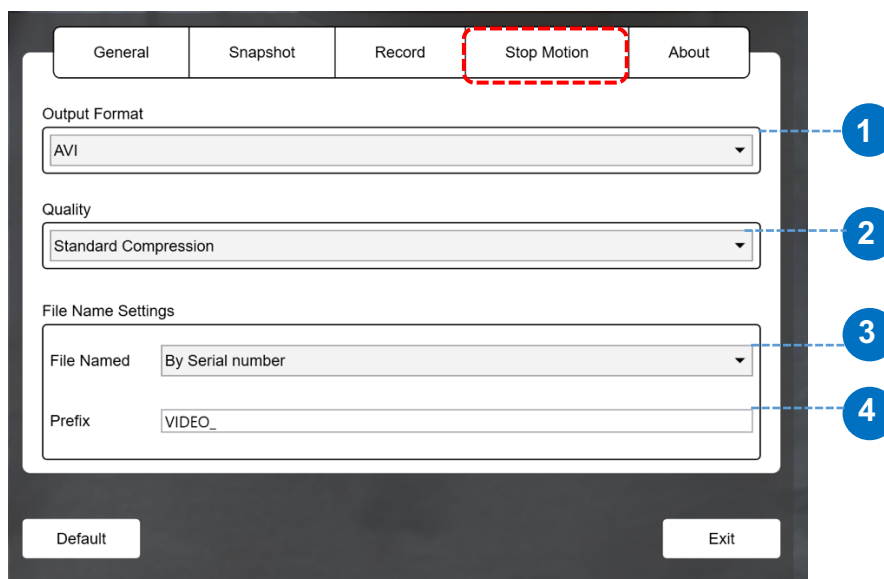 General Snapshot Record Stop Motion About
Output Format
1
AVI
Quality
2
Standard Compression
File Name Settings
3
File Named By Serial number
4
Prefix VIDEO_
Default Exit